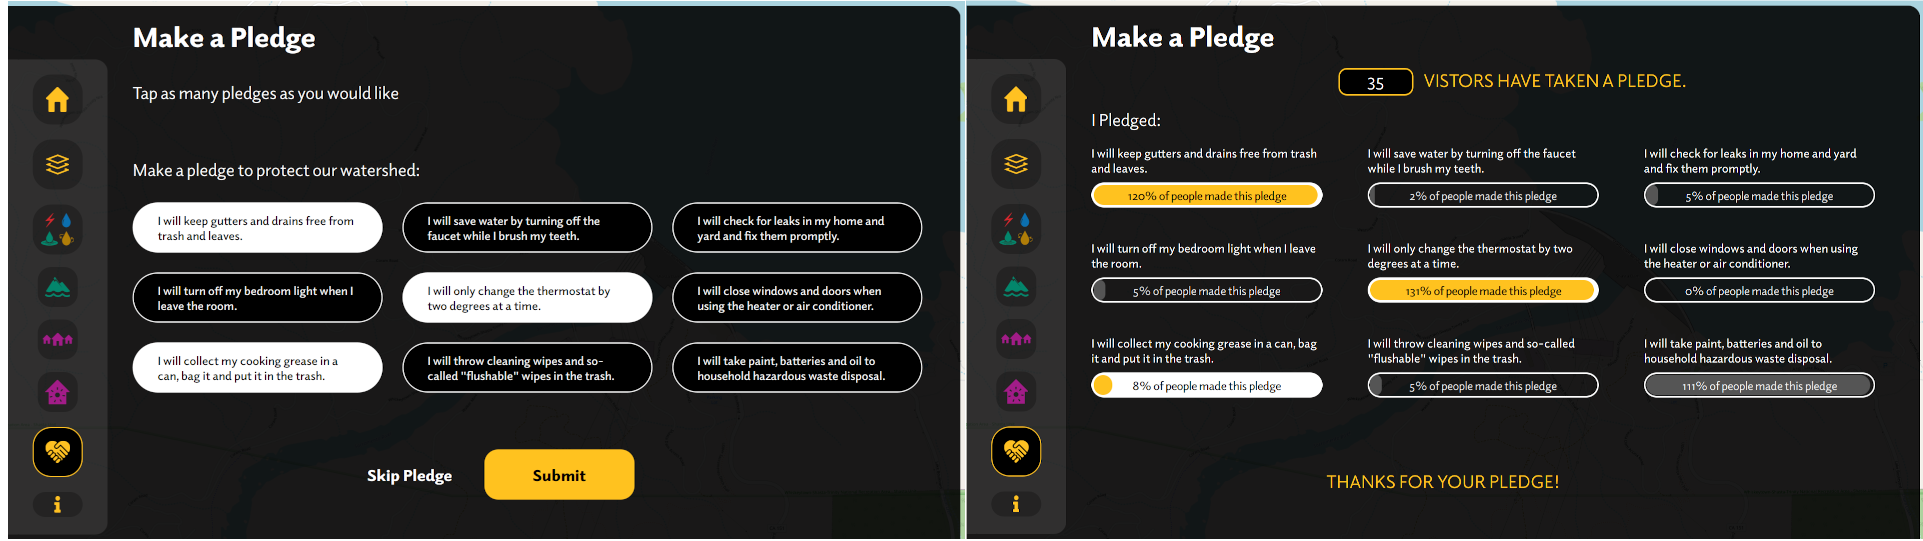 Make a Pledge
Tap as many pledges as you would like
Make a pledge to protect our watershed:
I will keep gutters and drains free from
trash and leaves.
I will save water by turning off the
faucet while I brush my teeth.
I will check for leaks in my home and
yard and fix them promptly.
I will turn off my bedroom light when I
leave the room.
I will only change the thermostat by
two degrees at a time.
I will close windows and doors when
using the heater or air conditioner.
I will collect my cooking grease in a
can, bag it and put it in the trash.
I will throw cleaning wipes and so-
called "flushable" wipes in the trash.
I will take paint, batteries and oil to
household hazardous waste disposal.
Skip Pledge
Submit
Make a Pledge
35 VISTORS HAVE TAKEN A PLEDGE.
I Pledged:
I will keep gutters and drains free from trash
and leaves.
120% of people made this pledge
I will save water by turning off the faucet
while I brush my teeth.
2% of people made this pledge
I will check for leaks in my home and yard
and fix them promptly.
5% of people made this pledge
I will turn off my bedroom light when I leave
the room.
5% of people made this pledge
I will only change the thermostat by two
degrees at a time.
131% of people made this pledge
I will close windows and doors when using
the heater or air conditioner.
0% of people made this pledge
I will collect my cooking grease in a can, bag
it and put it in the trash.
8% of people made this pledge
I will throw cleaning wipes and so-called
"flushable" wipes in the trash.
5% of people made this pledge
I will take paint, batteries and oil to
household hazardous waste disposal.
111% of people made this pledge
THANKS FOR YOUR PLEDGE!